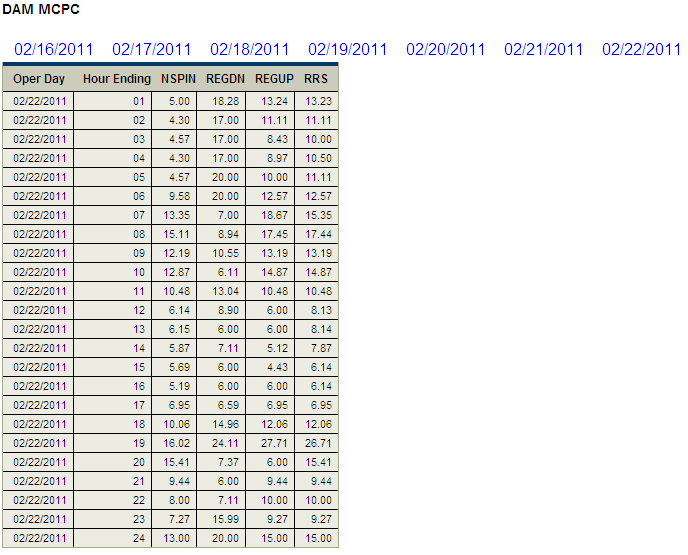 DAM MCPC
02/16/2011 02/17/2011 02/18/2011 02/19/2011 02/20/2011 02/21/2011 02/22/2011
Oper Day Hour Ending NSPIN REGDN REGUP RRS
02/22/2011 01 5.00 18.28 13.24 13.23
02/22/2011 02 4.30 17.00 11.11 11.11
02/22/2011 03 4.57 17.00 8.43 10.00
02/22/2011 04 4.30 17.00 8.97 10.50
02/22/2011 05 4.57 20.00 10.00 11.11
02/22/2011 06 9.58 20.00 12.57 12.57
02/22/2011 07 13.35 7.00 18.67 15.35
02/22/2011 08 15.11 8.94 17.45 17.44
02/22/2011 09 12.19 10.55 13.19 13.19
02/22/2011 10 12.87 6.11 14.87 14.87
02/22/2011 11 10.48 13.04 10.48 10.48
02/22/2011 12 6.14 8.90 6.00 8.13
02/22/2011 13 6.15 6.00 6.00 8.14
02/22/2011 14 5.87 7.11 5.12 7.87
02/22/2011 15 5.69 6.00 4.43 6.14
02/22/2011 16 5.19 6.00 6.00 6.14
02/22/2011 17 6.95 6.59 6.95 6.95
02/22/2011 18 10.06 14.96 12.06 12.06
02/22/2011 19 16.02 24.11 27.71 26.71
02/22/2011 20 15.41 7.37 6.00 15.41
02/22/2011 21 9.44 6.00 9.44 9.44
02/22/2011 22 8.00 7.11 10.00 10.00
02/22/2011 23 7.27 15.99 9.27 9.27
02/22/2011 24 13.00 20.00 15.00 15.00